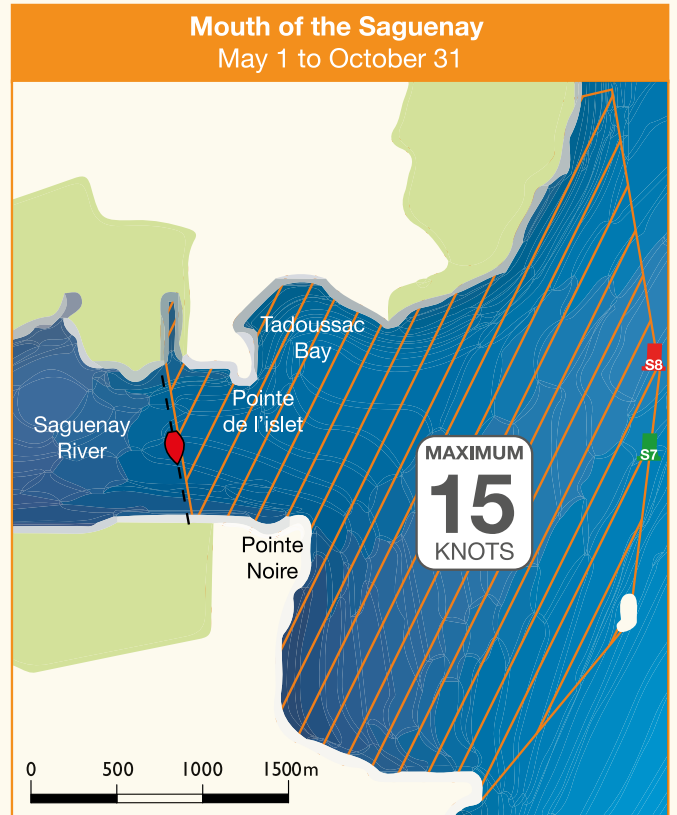 Mouth of the Saguenay
May 1 to October 31
Tadoussac
Bay
S8
Pointe
de l'islet
Saguenay
River
S7
MAXIMUM
15
KNOTS
Pointe
Noire
0 500 1000 1500m